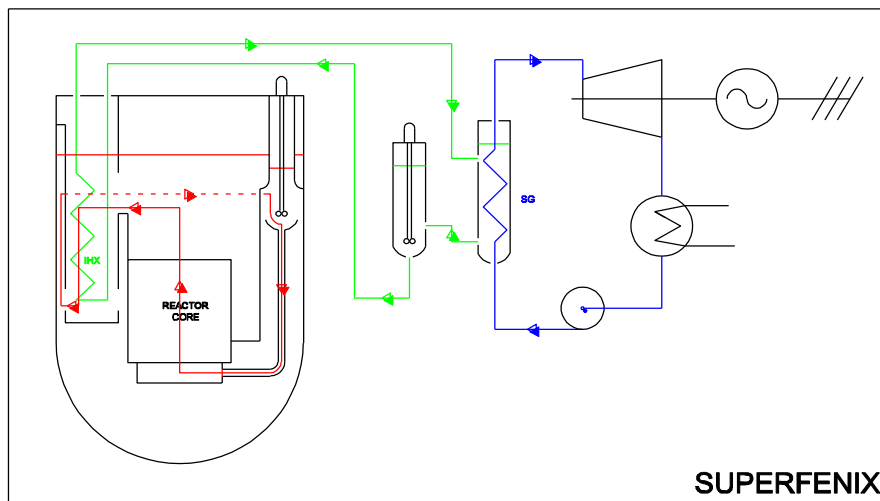 SG
IHX
REACTOR
CORE
SUPERFENIX